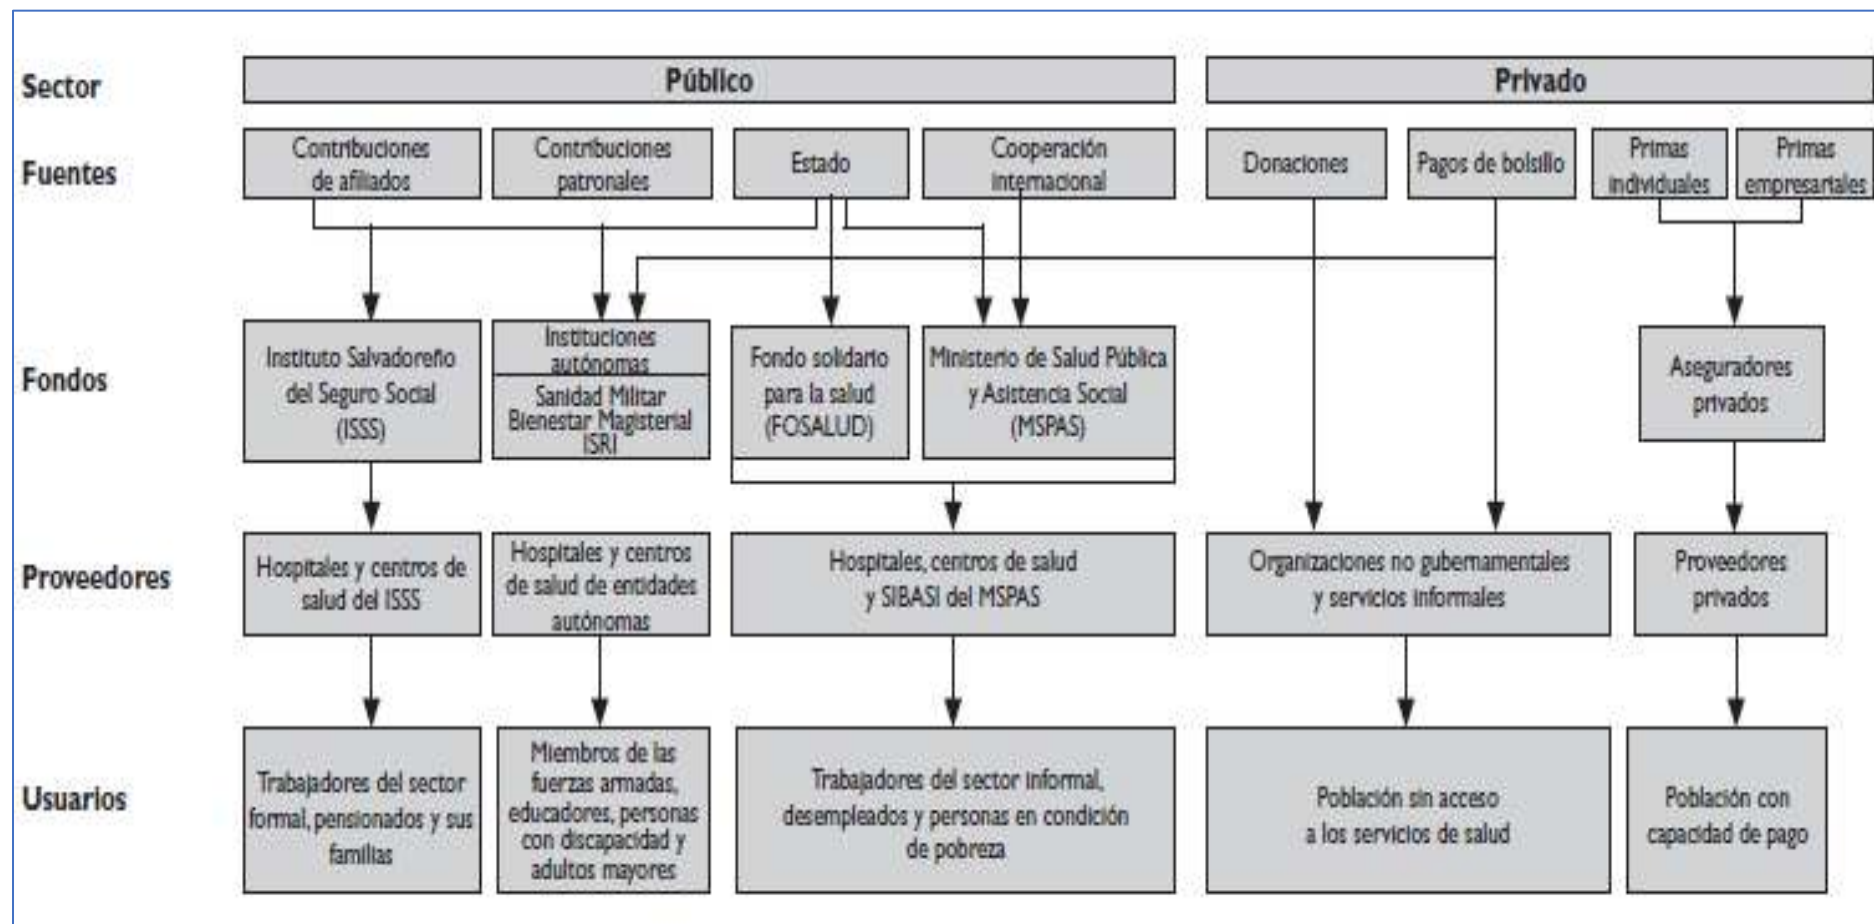 Sector
Público
Privado
Fuentes
Contribuciones
de afiliados
Contribuciones
patronales
Estado
Cooperación
internacional
Donaciones
Pagos de bolsillo
Primas
individuales
Primas
empresariales
Fondos
Instituto Salvadoreño
del Seguro Social
(ISSS)
Instituciones
autónomas
Sanidad Militar
Bienestar Magisterial
ISRI
Fondo solidario
para la salud
(FOSALUD)
Ministerio de Salud Pública
y Asistencia Social
(MSPAS)
Aseguradores
privados
Proveedores
Hospitales y centros de
salud del ISSS
Hospitales y centros
de salud de entidades
autónomas
Hospitales, centros de salud
y SIBASI del MSPAS
Organizaciones no gubernamentales
y servicios informales
Proveedores
privados
Usuarios
Trabajadores del sector
formal, pensionados y sus
familias
Miembros de las
fuerzas armadas,
educadores, personas
con discapacidad y
adultos mayores
Trabajadores del sector informal,
desempleados y personas en condición
de pobreza
Población sin acceso
a los servicios de salud
Población con
capacidad de pago